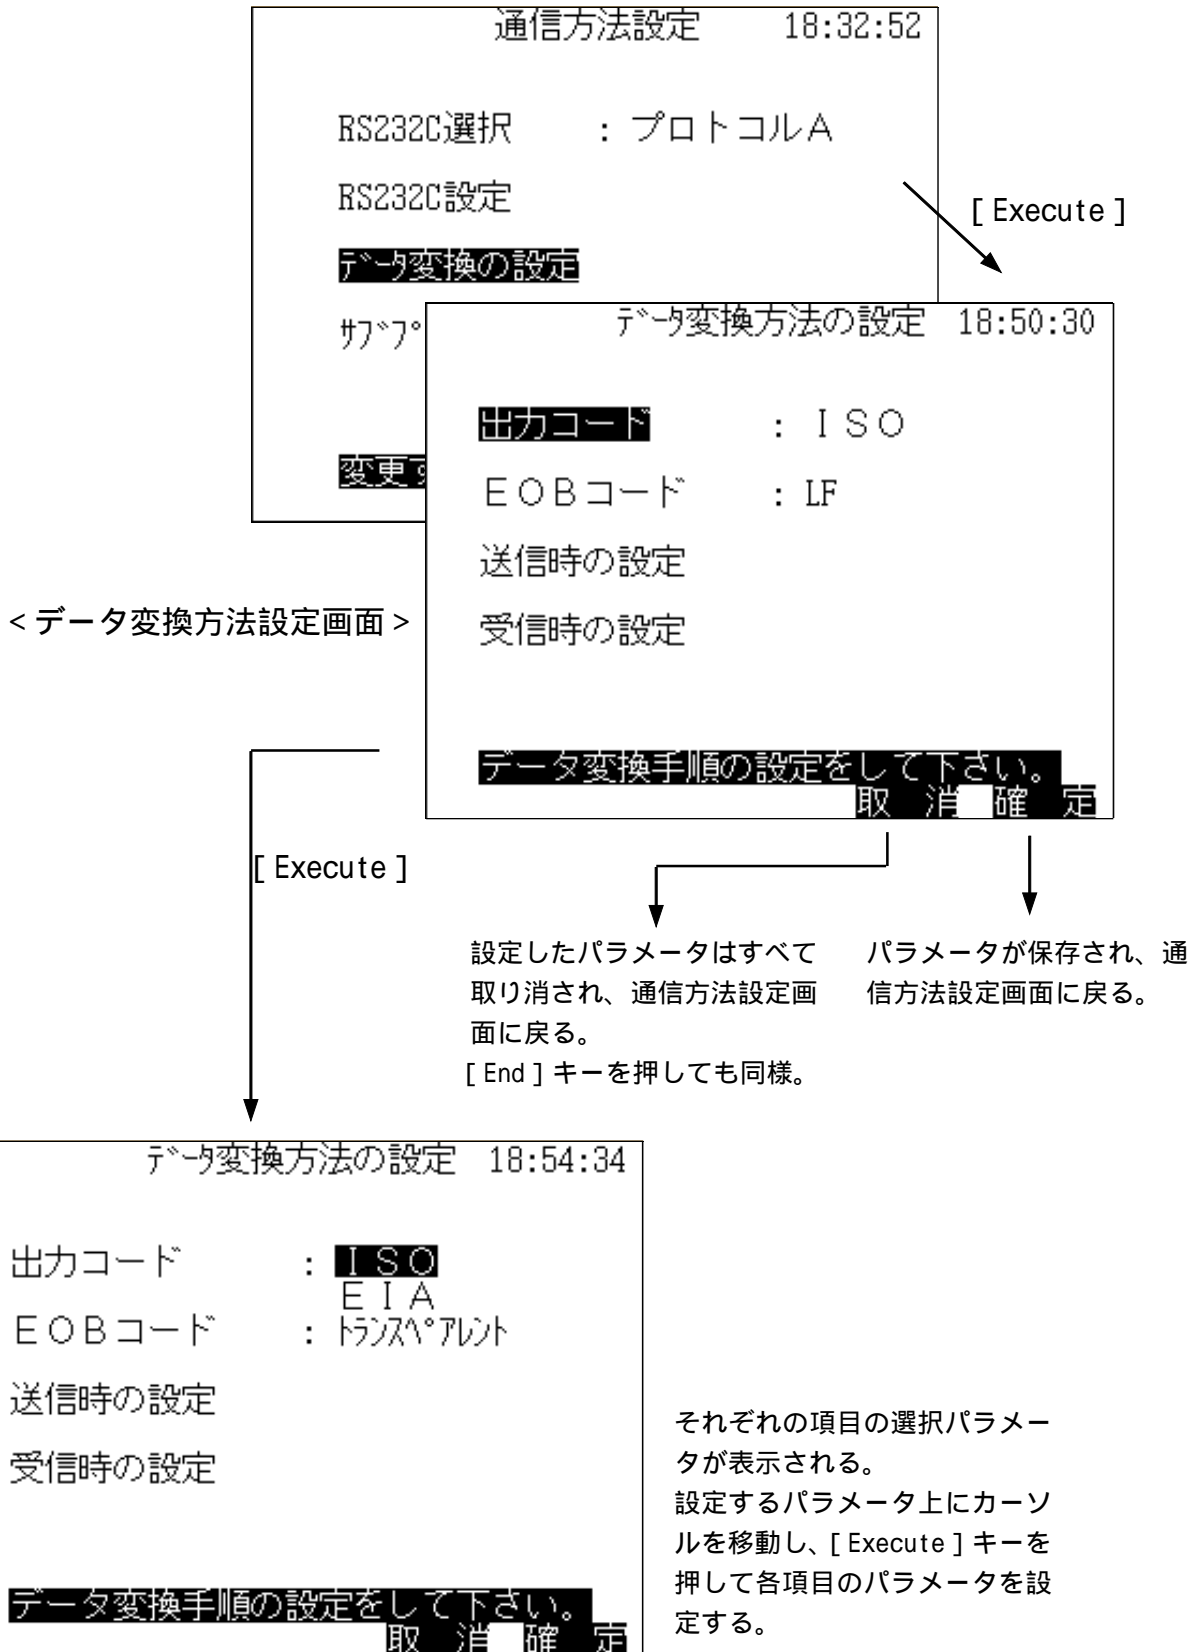 通信方法設定　18:32:52
RS232C選択　：プロトコルA
RS232C設定
[ Execute ]
ﾃﾞｰﾀ変換の設定
ｻﾌﾞﾌﾟ
変更す
ﾃﾞｰﾀ変換方法の設定　18:50:30
出力コード　：ＩＳＯ
ＥＯＢコード　：LF
送信時の設定
受信時の設定
データ変換手順の設定をして下さい。
取　消　確　定
<データ変換方法設定画面>
[ Execute ]
設定したパラメータはすべて
取り消され、通信方法設定画
面に戻る。
[ End ] キーを押しても同様。
パラメータが保存され、通
信方法設定画面に戻る。
ﾃﾞｰﾀ変換方法の設定　18:54:34
出力コード　：ＩＳＯ
ＥＩＡ
ＥＯＢコード　：ﾄﾗﾝｽﾍﾟｱﾚﾝﾄ
送信時の設定
受信時の設定
データ変換手順の設定をして下さい。
取　消　確　定
それぞれの項目の選択パラメー
タが表示される。
設定するパラメータ上にカーソ
ルを移動し、[ Execute ] キーを
押して各項目のパラメータを設
定する。